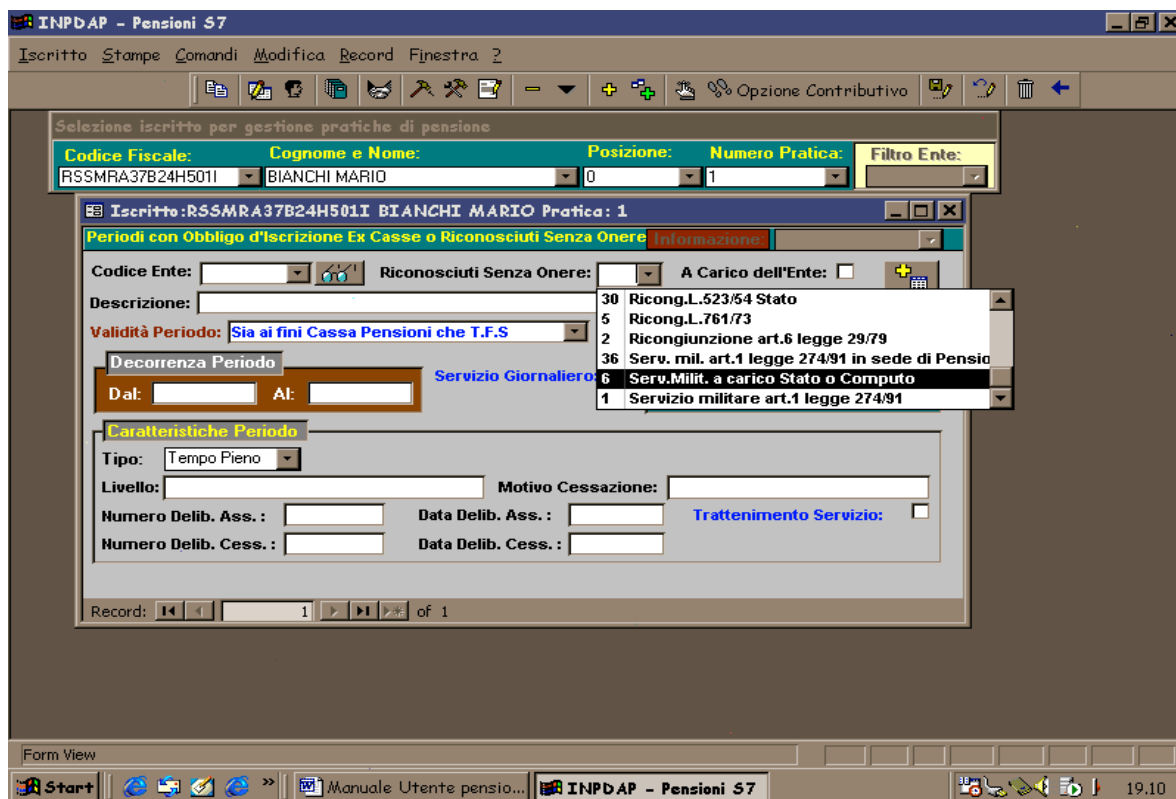 INPDAP - Pensioni S7
Iscritto Stampe Comandi Modifica Record Finestra ?
Opzione Contributivo
Selezione iscritto per gestione pratiche di pensione
Codice Fiscale: Cognome e Nome: Posizione: Numero Pratica: Filtro Ente:
RSSMRA37B24H501I BIANCHI MARIO 0 1
Iscritto:RSSMRA37B24H501I BIANCHI MARIO Pratica: 1
Periodi con Obbligo d'Iscrizione Ex Casse o Riconosciuti Senza Onere Informazione:
Codice Ente: Riconosciuti Senza Onere: A Carico dell'Ente:
Descrizione:
30 Ricong.L.523/54 Stato
5 Ricong.L.761/73
2 Ricongiunzione art.6 legge 29/79
36 Serv. mil. art.1 legge 274/91 in sede di Pensio
6 Serv.Milit. a carico Stato o Computo
1 Servizio militare art.1 legge 274/91
Validità Periodo: Sia ai fini Cassa Pensioni che T.F.S
Decorrenza Periodo
Servizio Giornaliero:
Dal: Al:
Caratteristiche Periodo
Tipo: Tempo Pieno
Livello: Motivo Cessazione:
Numero Delib. Ass. : Data Delib. Ass. : Trattenimento Servizio:
Numero Delib. Cess. : Data Delib. Cess. :
Record: 1 of 1
Form View
Start » Manuale Utente pensio... INPDAP - Pensioni S7 19.10